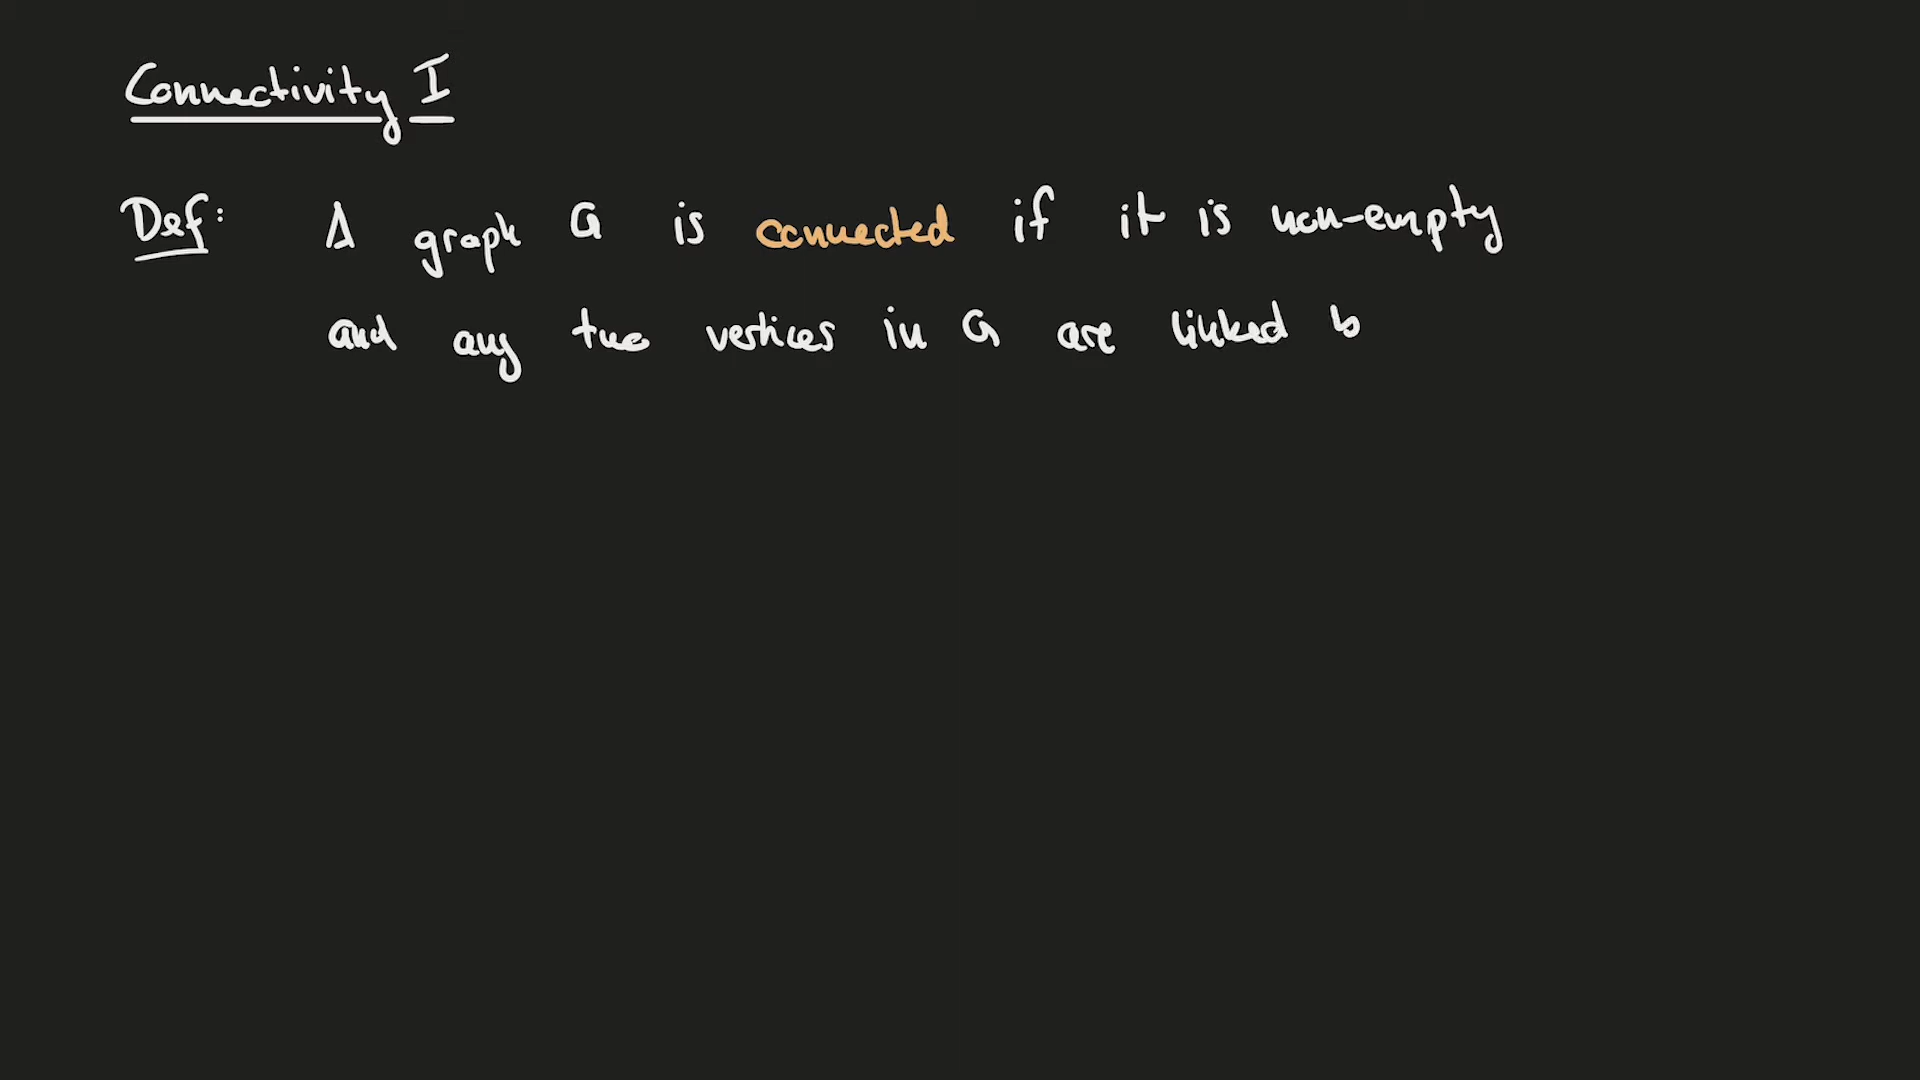 Connectivity I
Def: A graph G is connected if it is non-empty
and any two vertices in G are linked b